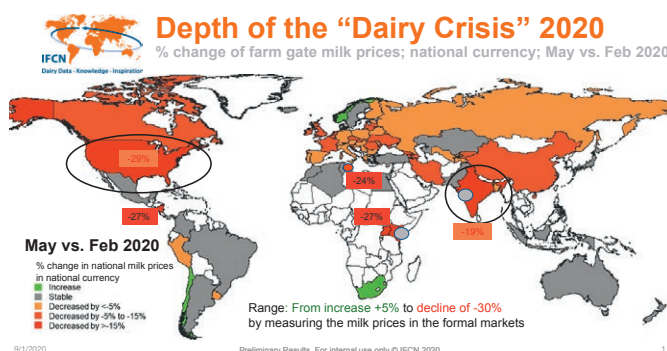 Depth of the “Dairy Crisis” 2020
% change of farm gate milk prices; national currency; May vs. Feb 2020
IFCN
Dairy Data - Knowledge - Inspiration
-29%
-24%
-27%
-27%
-19%
May vs. Feb 2020
% change in national milk prices
in national currency
Increase
Stable
Decreased by <-5%
Decreased by -5% to -15%
Decreased by >-15%
Range: From increase +5% to decline of -30%
by measuring the milk prices in the formal markets
9/1/2020
Preliminary Results. For internal use only © IFCN 2020
1